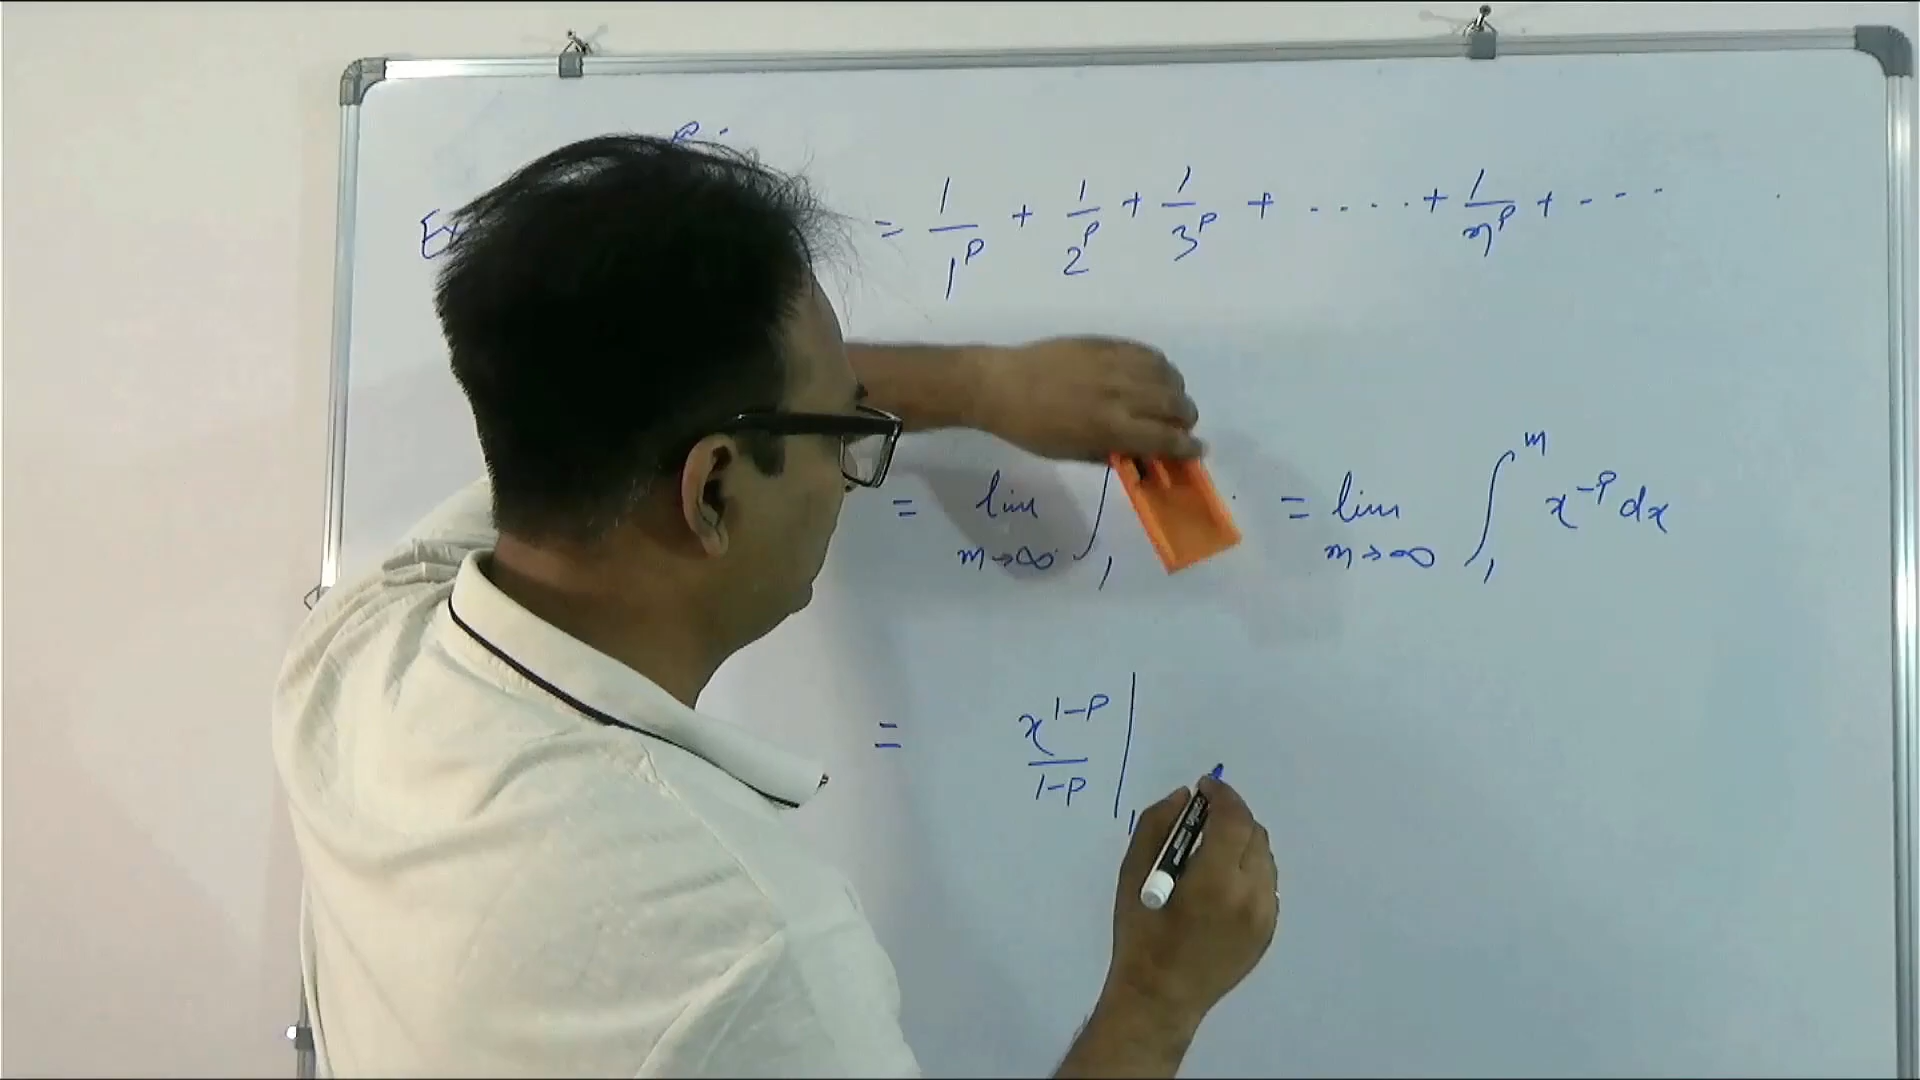 Ex = 1/1^p + 1/2^p + 1/3^p + ..... + 1/n^p + ----
= lim m→∞ ∫_1 = lim m→∞ ∫_1^m x^-p dx
= x^1-p / 1-p |_1